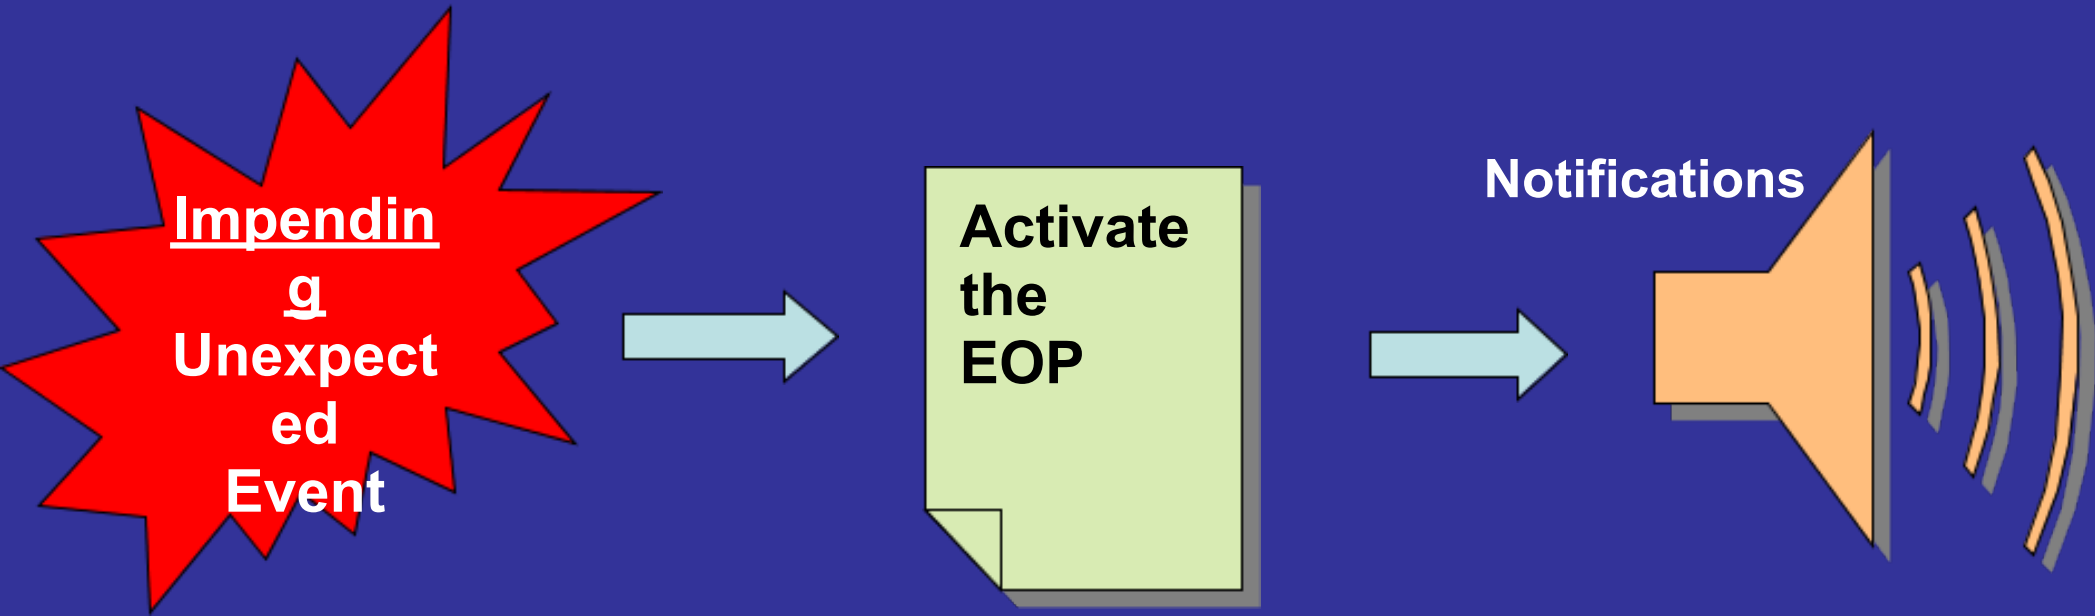 Impendin
g
Unexpect
ed
Event
Activate
the
EOP
Notifications